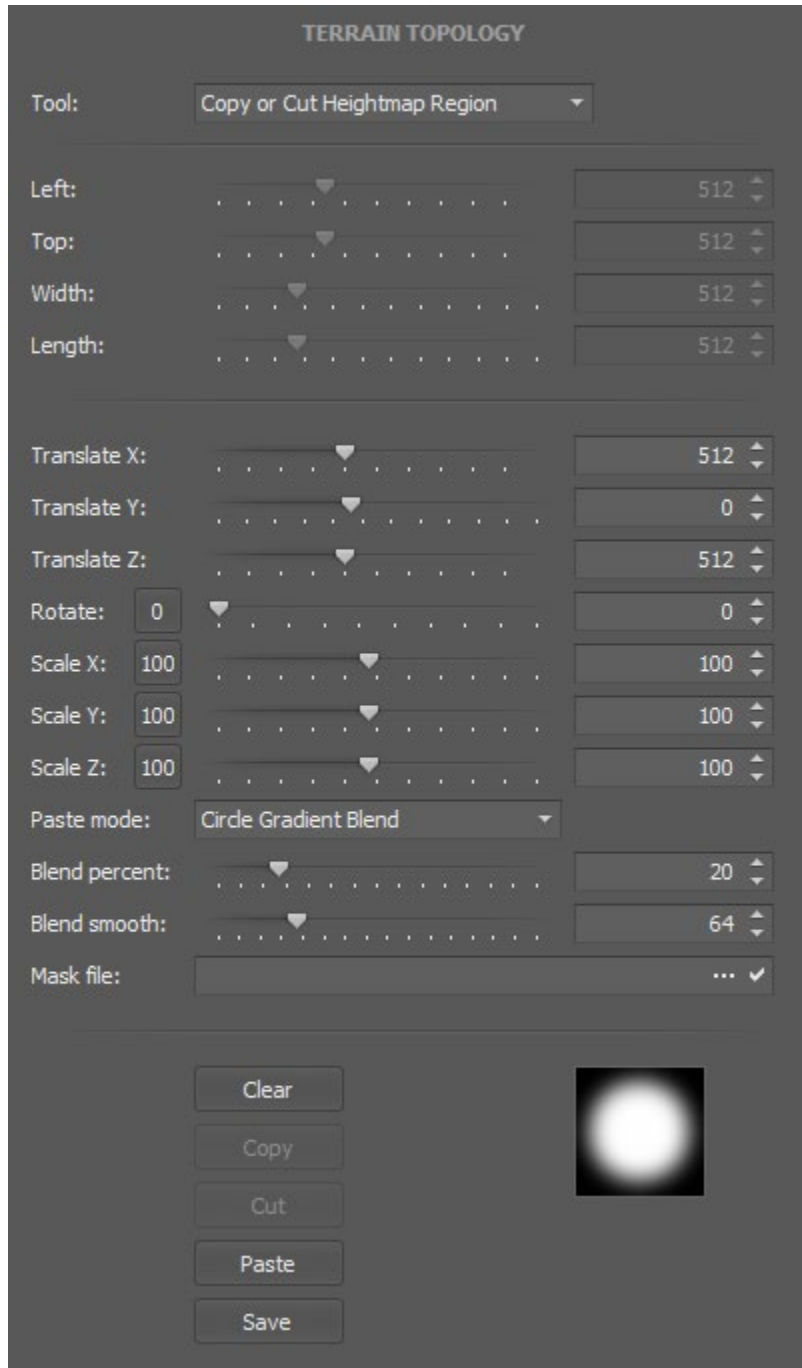 TERRAIN TOPOLOGY
Tool: Copy or Cut Heightmap Region
Left: 512
Top: 512
Width: 512
Length: 512
Translate X: 512
Translate Y: 0
Translate Z: 512
Rotate: 0 0
Scale X: 100 100
Scale Y: 100 100
Scale Z: 100 100
Paste mode: Circle Gradient Blend
Blend percent: 20
Blend smooth: 64
Mask file: ...
Clear
Copy
Cut
Paste
Save